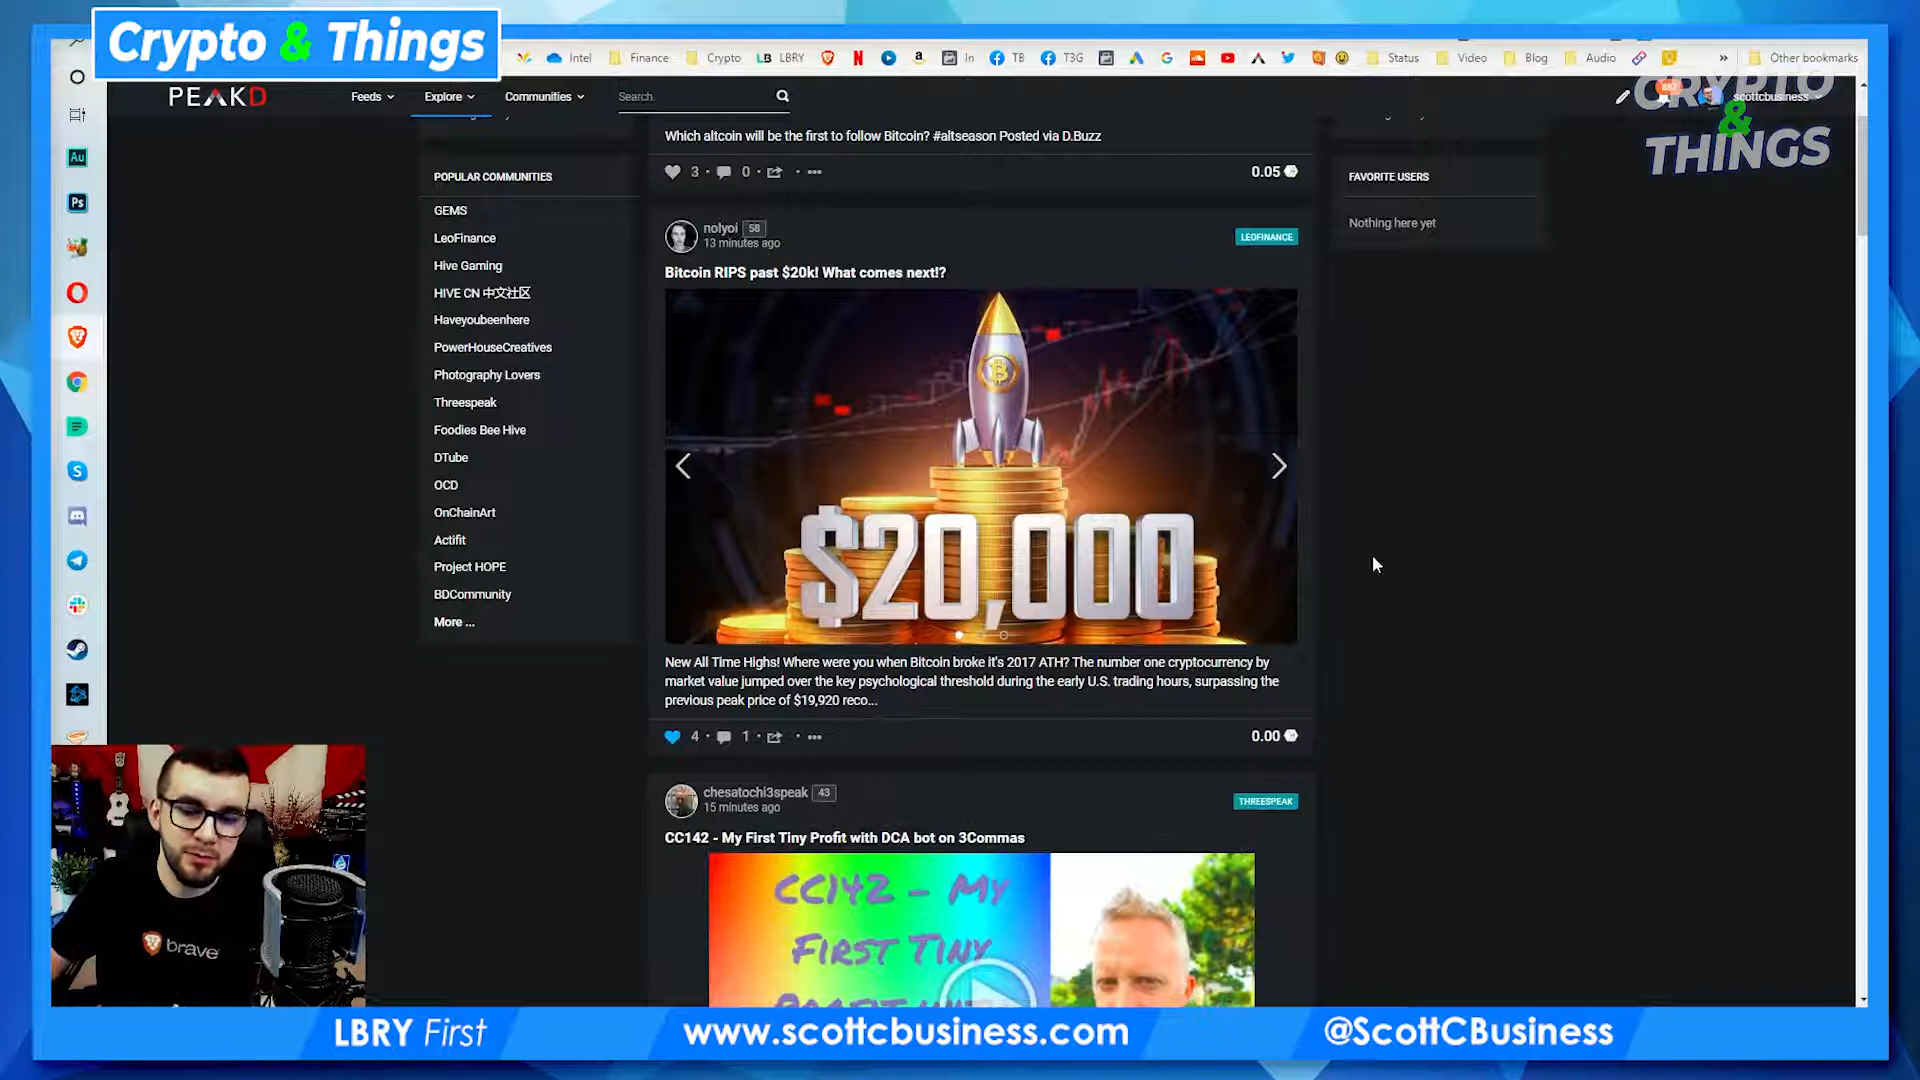 Crypto & Things
Intel
Finance
Crypto
LB LBRY
In
TB
T3G
Status
Video
Blog
Audio
Other bookmarks
PEAKD
Feeds
Explore
Communities
Search
882
scottcbusiness
CRYPTO
&
THINGS
Which altcoin will be the first to follow Bitcoin? #altseason Posted via D.Buzz
3 · 0 · · •••
0.05
POPULAR COMMUNITIES
GEMS
LeoFinance
Hive Gaming
HIVE CN 中文社区
Haveyoubeenhere
PowerHouseCreatives
Photography Lovers
Threespeak
Foodies Bee Hive
DTube
OCD
OnChainArt
Actifit
Project HOPE
BDCommunity
More ...
FAVORITE USERS
Nothing here yet
nolyoi 58
13 minutes ago
LEOFINANCE
Bitcoin RIPS past $20k! What comes next!?
$20,000
New All Time Highs! Where were you when Bitcoin broke it's 2017 ATH? The number one cryptocurrency by
market value jumped over the key psychological threshold during the early U.S. trading hours, surpassing the
previous peak price of $19,920 reco...
4 · 1 · · •••
0.00
chesatochi3speak 43
15 minutes ago
THREESPEAK
CC142 - My First Tiny Profit with DCA bot on 3Commas
CC142 - My
First Tiny
Au
Ps
brave
LBRY First
www.scottcbusiness.com
@ScottCBusiness